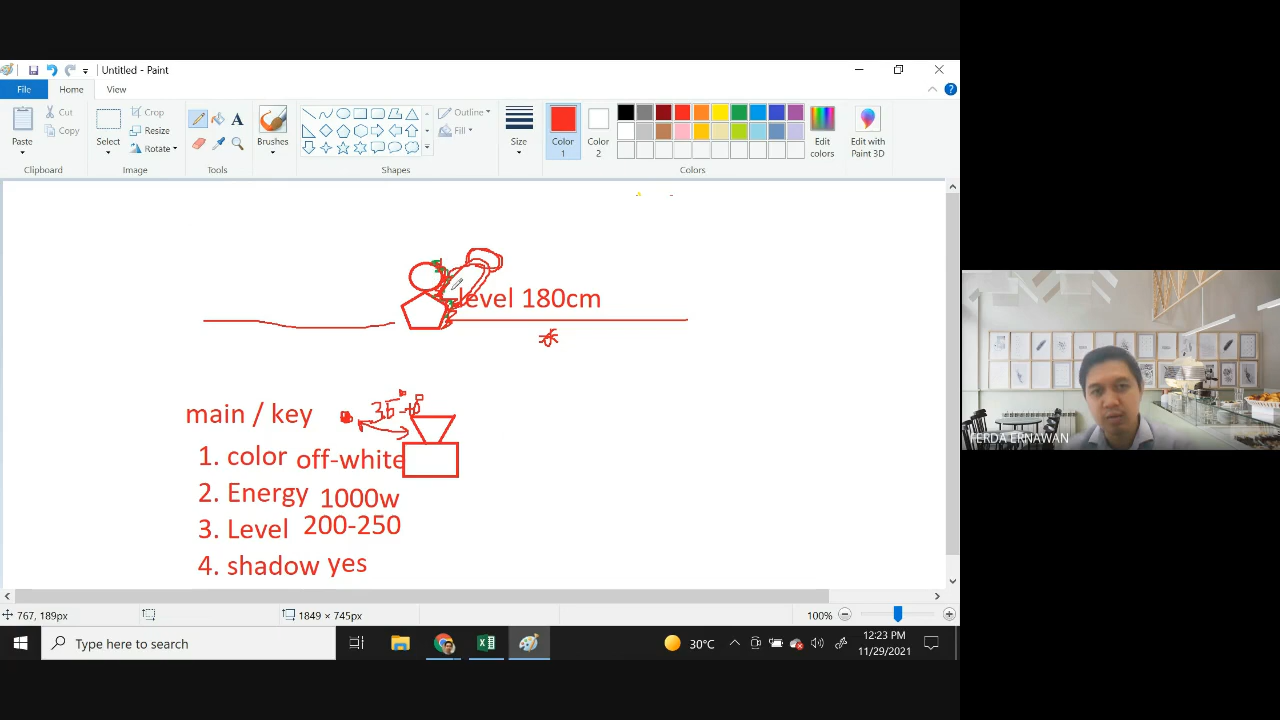 Untitled - Paint
File
Home
View
Paste
Cut
Copy
Clipboard
Select
Crop
Resize
Rotate
Image
A
Tools
Brushes
Outline
Fill
Shapes
Size
Color
1
Color
2
Edit
colors
Edit with
Paint 3D
Colors
level 180cm
main / key
1. color off-white
2. Energy 1000w
3. Level 200-250
4. shadow yes
FERDA ERNAWAN
767, 189px
1849 × 745px
100%
Type here to search
30°C
12:23 PM
11/29/2021